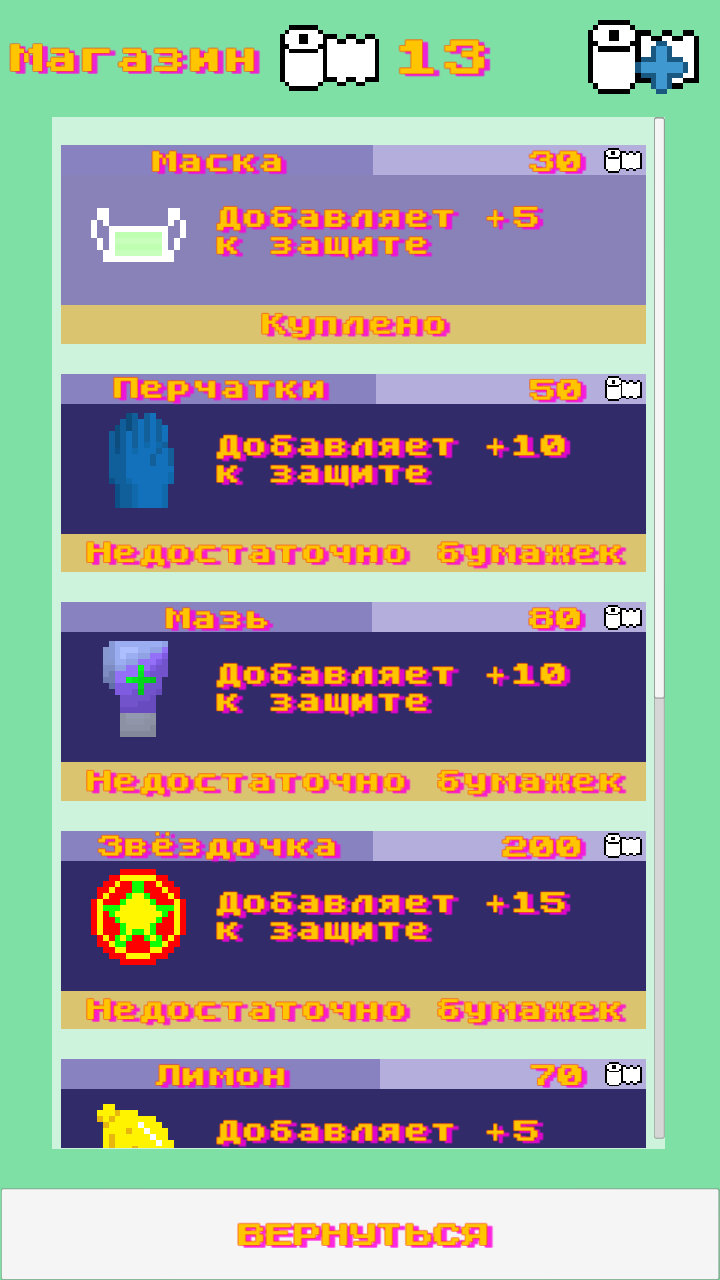 Магазин 13
Маска 30
Добавляет +5
к защите
Куплено
Перчатки 50
Добавляет +10
к защите
Недостаточно бумажек
Мазь 80
Добавляет +10
к защите
Недостаточно бумажек
Звёздочка 200
Добавляет +15
к защите
Недостаточно бумажек
Лимон 70
Добавляет +5
ВЕРНУТЬСЯ